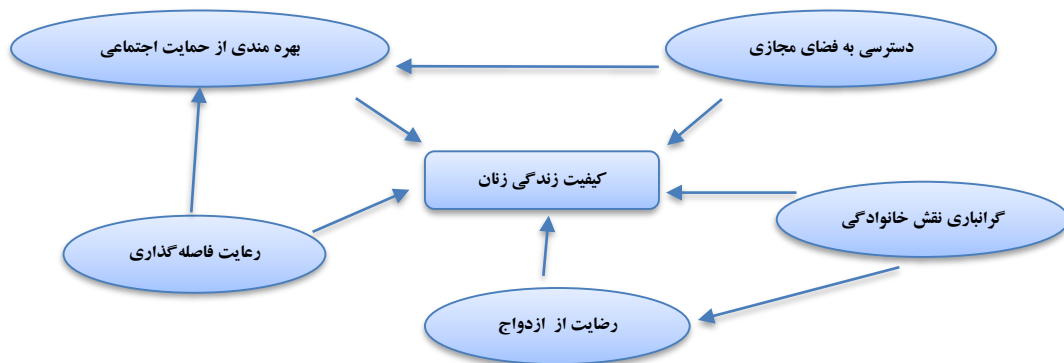 دسترسی به فضای مجازی
بهره مندی از حمایت اجتماعی
کیفیت زندگی زنان
گرانباری نقش خانوادگی
رعایت فاصله گذاری
رضایت از ازدواج